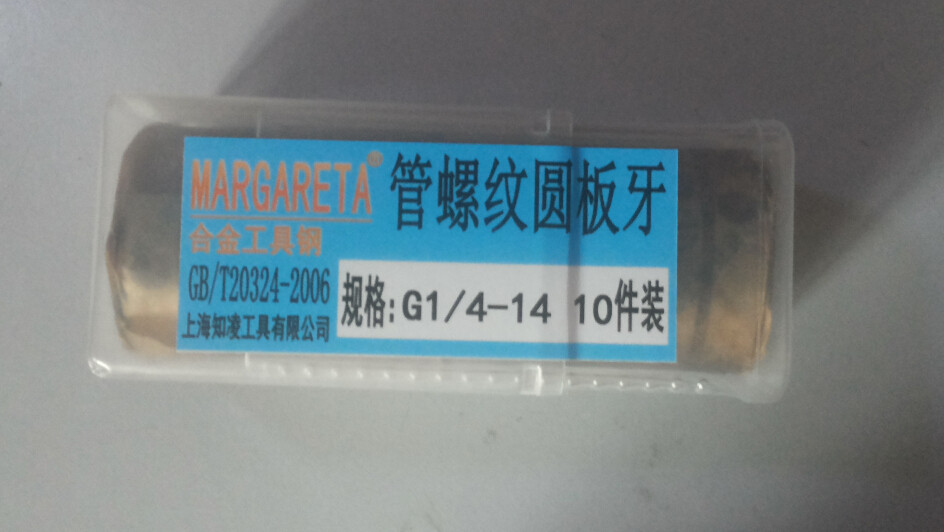 MARGARETA®
管螺纹圆板牙
合金工具钢
GB/T20324-2006
规格:G1/4-14 10件装
上海知凌工具有限公司